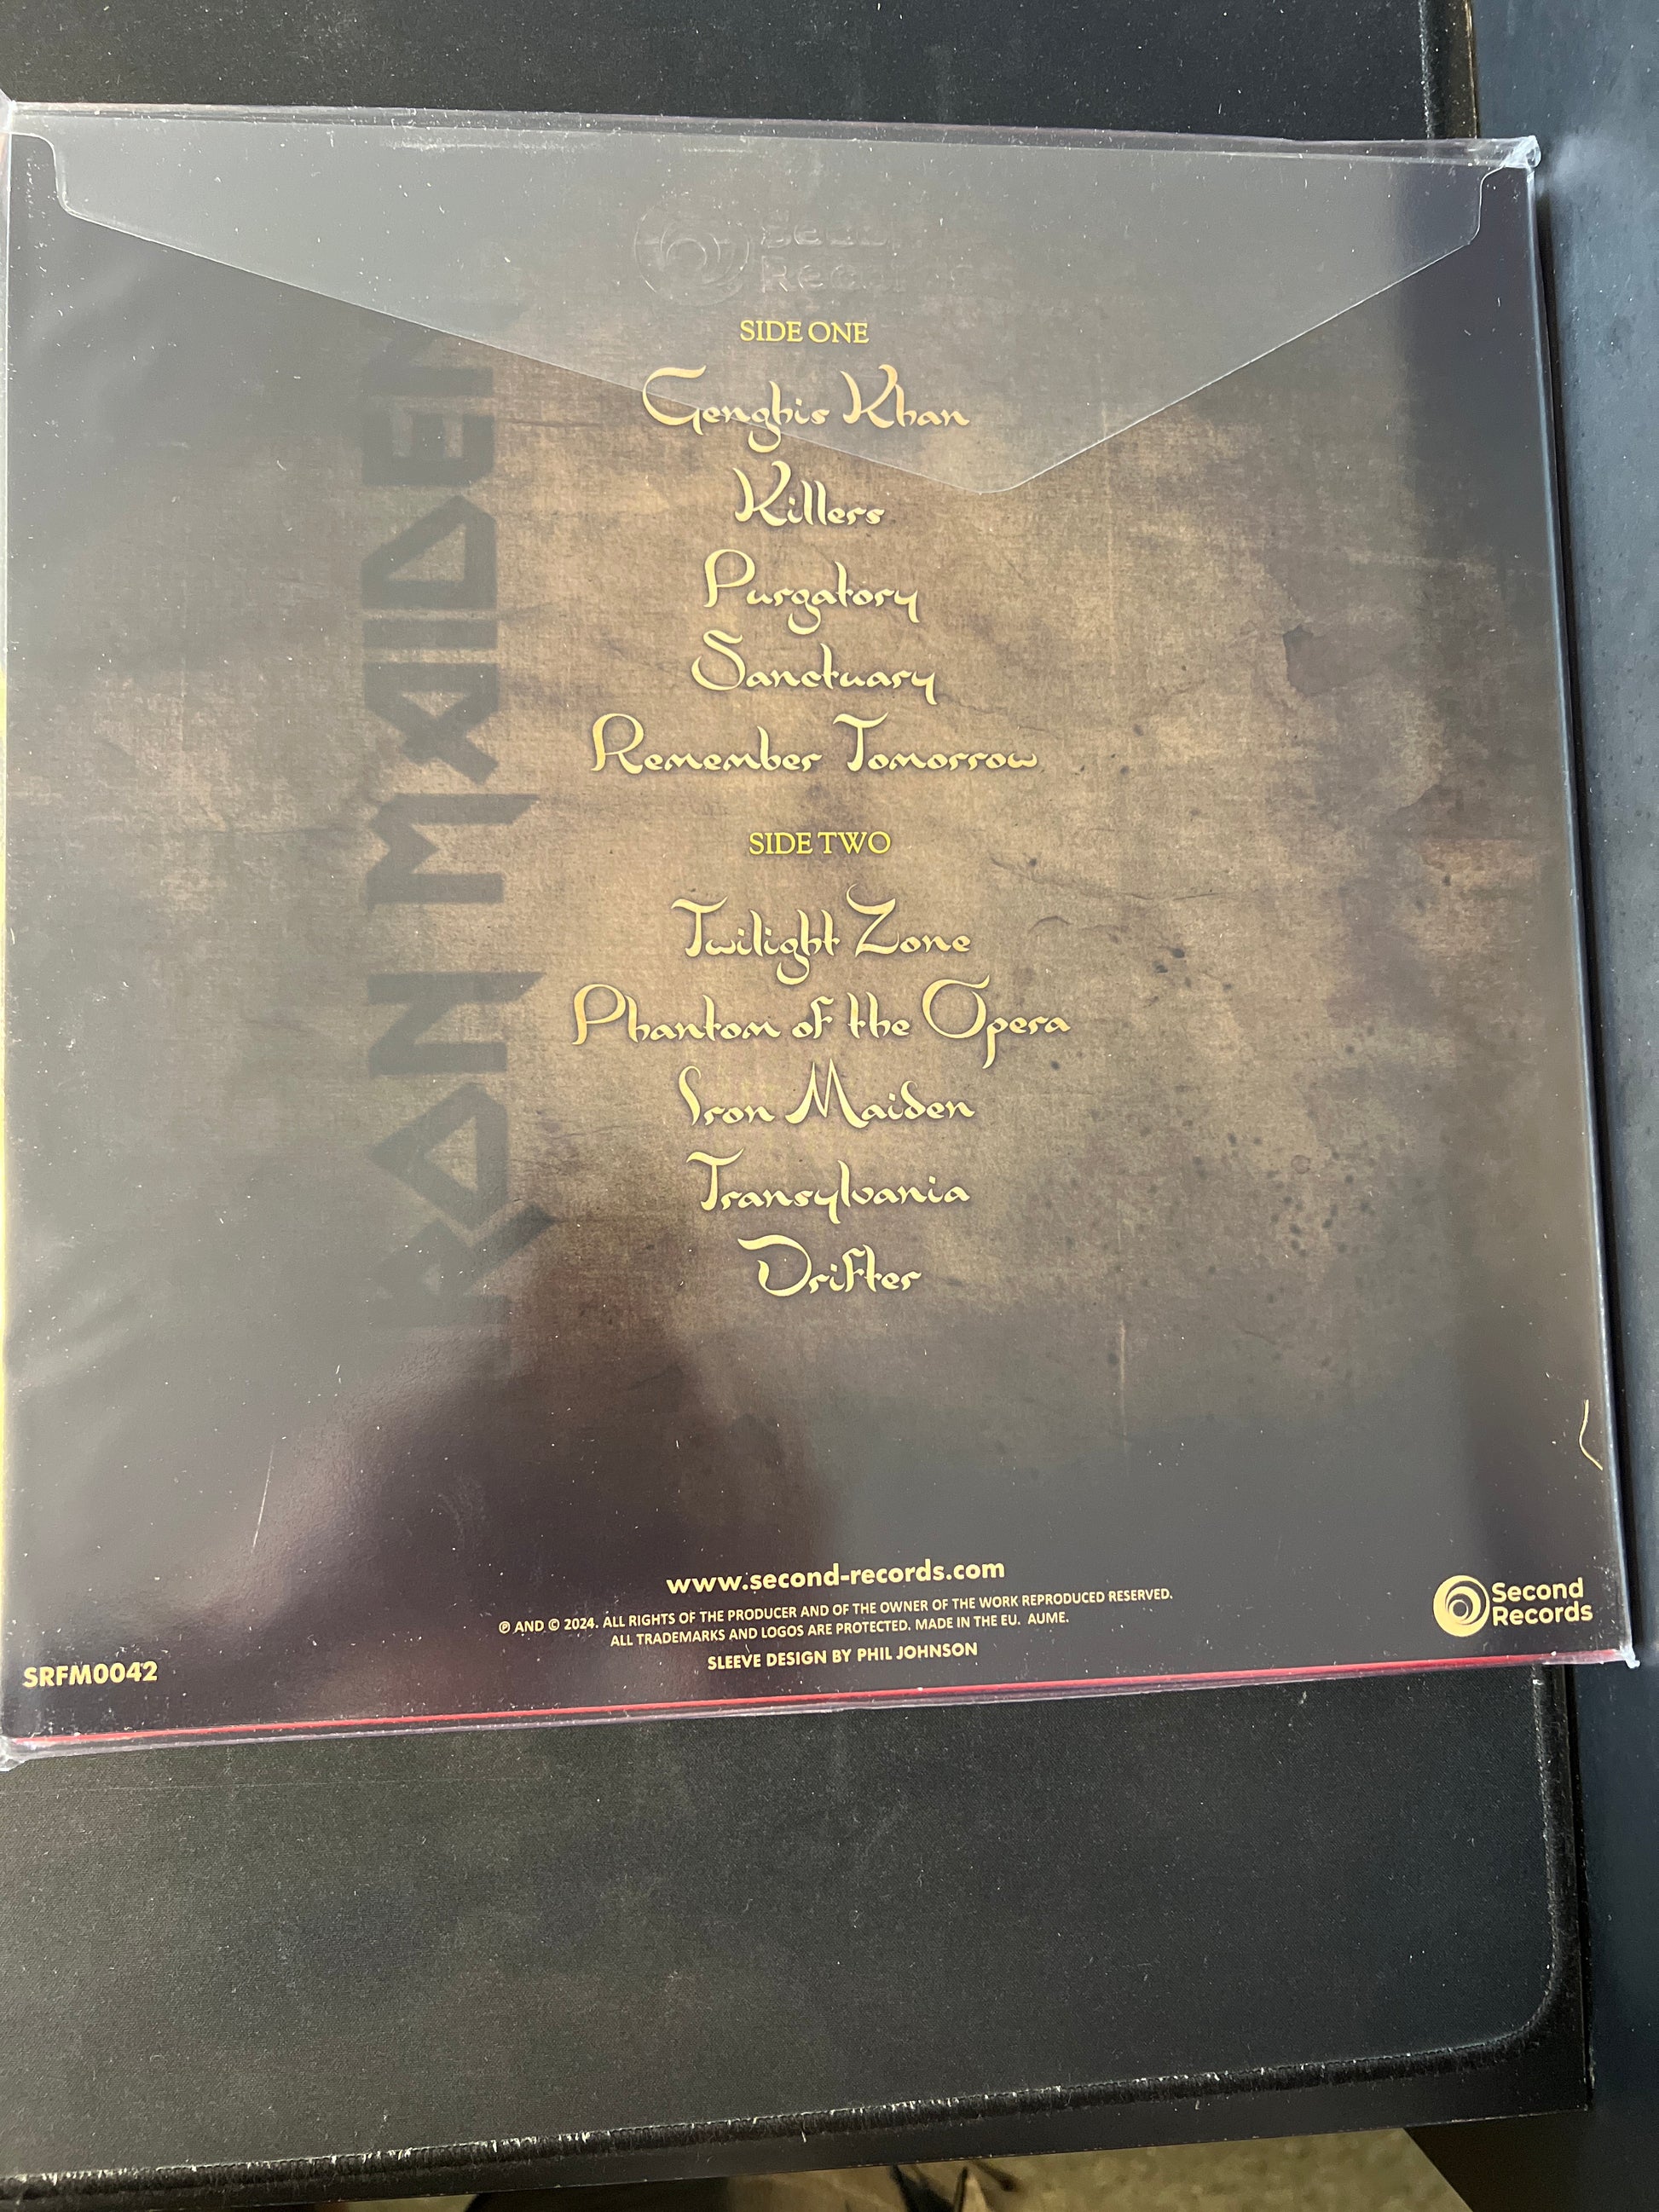 Second
Records
SIDE ONE
Genghis Khan
Killers
Purgatory
Sanctuary
Remember Tomorrow
SIDE TWO
Twilight Zone
Phantom of the Opera
Iron Maiden
Transylvania
Drifter
IRON MAIDEN
www.second-records.com
℗ AND © 2024. ALL RIGHTS OF THE PRODUCER AND OF THE OWNER OF THE WORK REPRODUCED RESERVED.
ALL TRADEMARKS AND LOGOS ARE PROTECTED. MADE IN THE EU. AUME.
SLEEVE DESIGN BY PHIL JOHNSON
SRFM0042
Second
Records